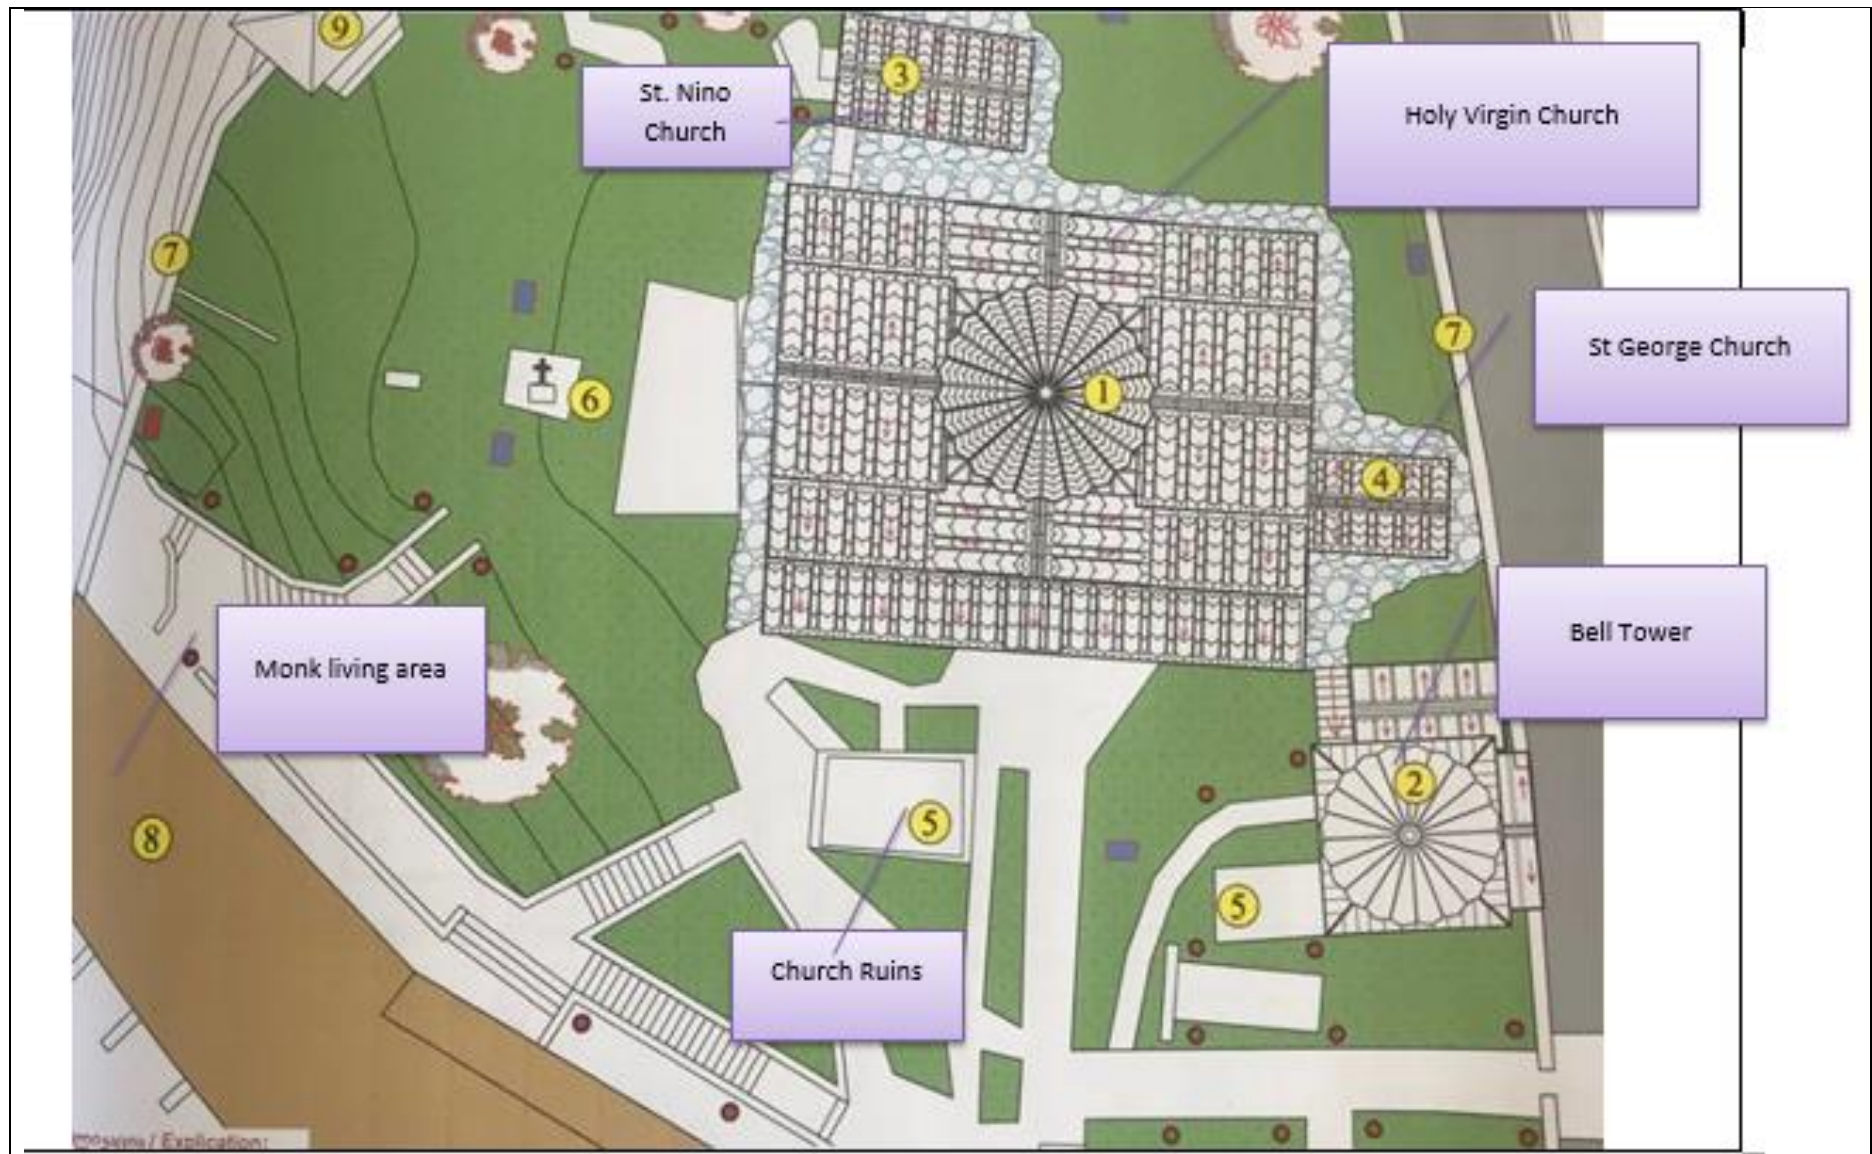 9
3
St. Nino
Church
Holy Virgin Church
7
7
St George Church
6
1
4
Monk living area
Bell Tower
2
8
5
5
Church Ruins
/ Explication: